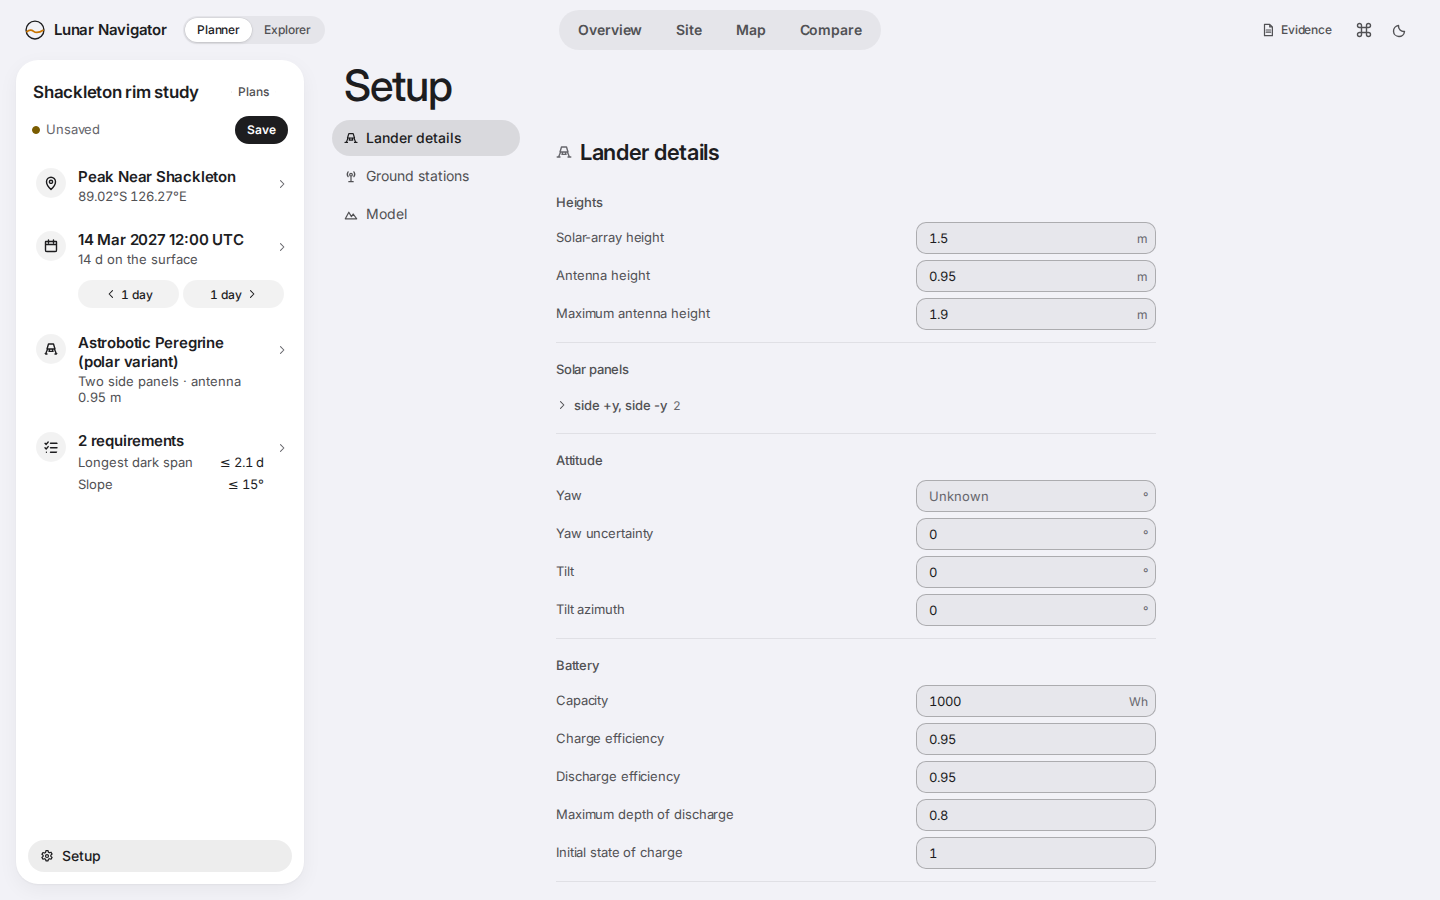 Lunar Navigator
Planner
Explorer
Overview
Site
Map
Compare
Evidence
Shackleton rim study
Plans
Unsaved
Save
Peak Near Shackleton
89.02°S 126.27°E
14 Mar 2027 12:00 UTC
14 d on the surface
1 day
1 day
Astrobotic Peregrine
(polar variant)
Two side panels · antenna
0.95 m
2 requirements
Longest dark span ≤ 2.1 d
Slope ≤ 15°
Setup
Setup
Lander details
Ground stations
Model
Lander details
Heights
Solar-array height 1.5 m
Antenna height 0.95 m
Maximum antenna height 1.9 m
Solar panels
side +y, side -y 2
Attitude
Yaw Unknown °
Yaw uncertainty 0 °
Tilt 0 °
Tilt azimuth 0 °
Battery
Capacity 1000 Wh
Charge efficiency 0.95
Discharge efficiency 0.95
Maximum depth of discharge 0.8
Initial state of charge 1